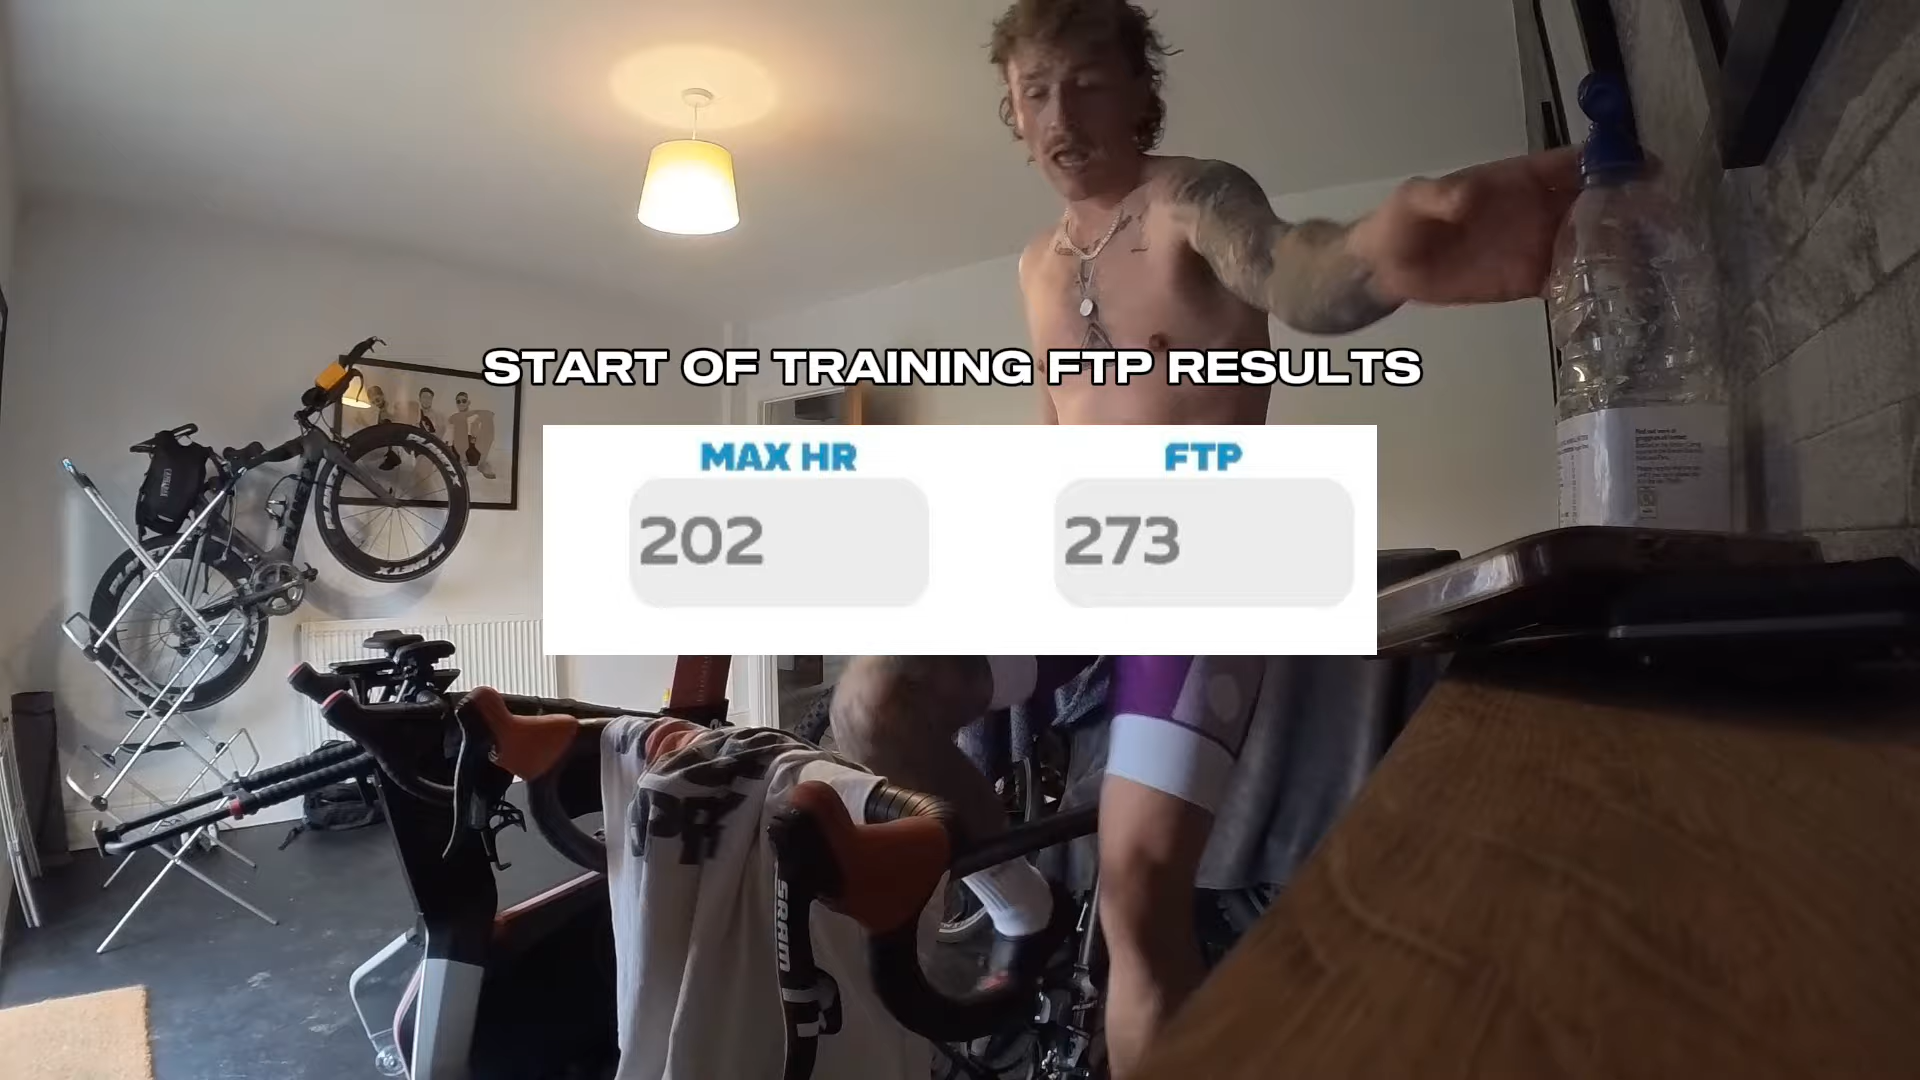 START OF TRAINING FTP RESULTS
MAX HR
FTP
202
273
SRAM